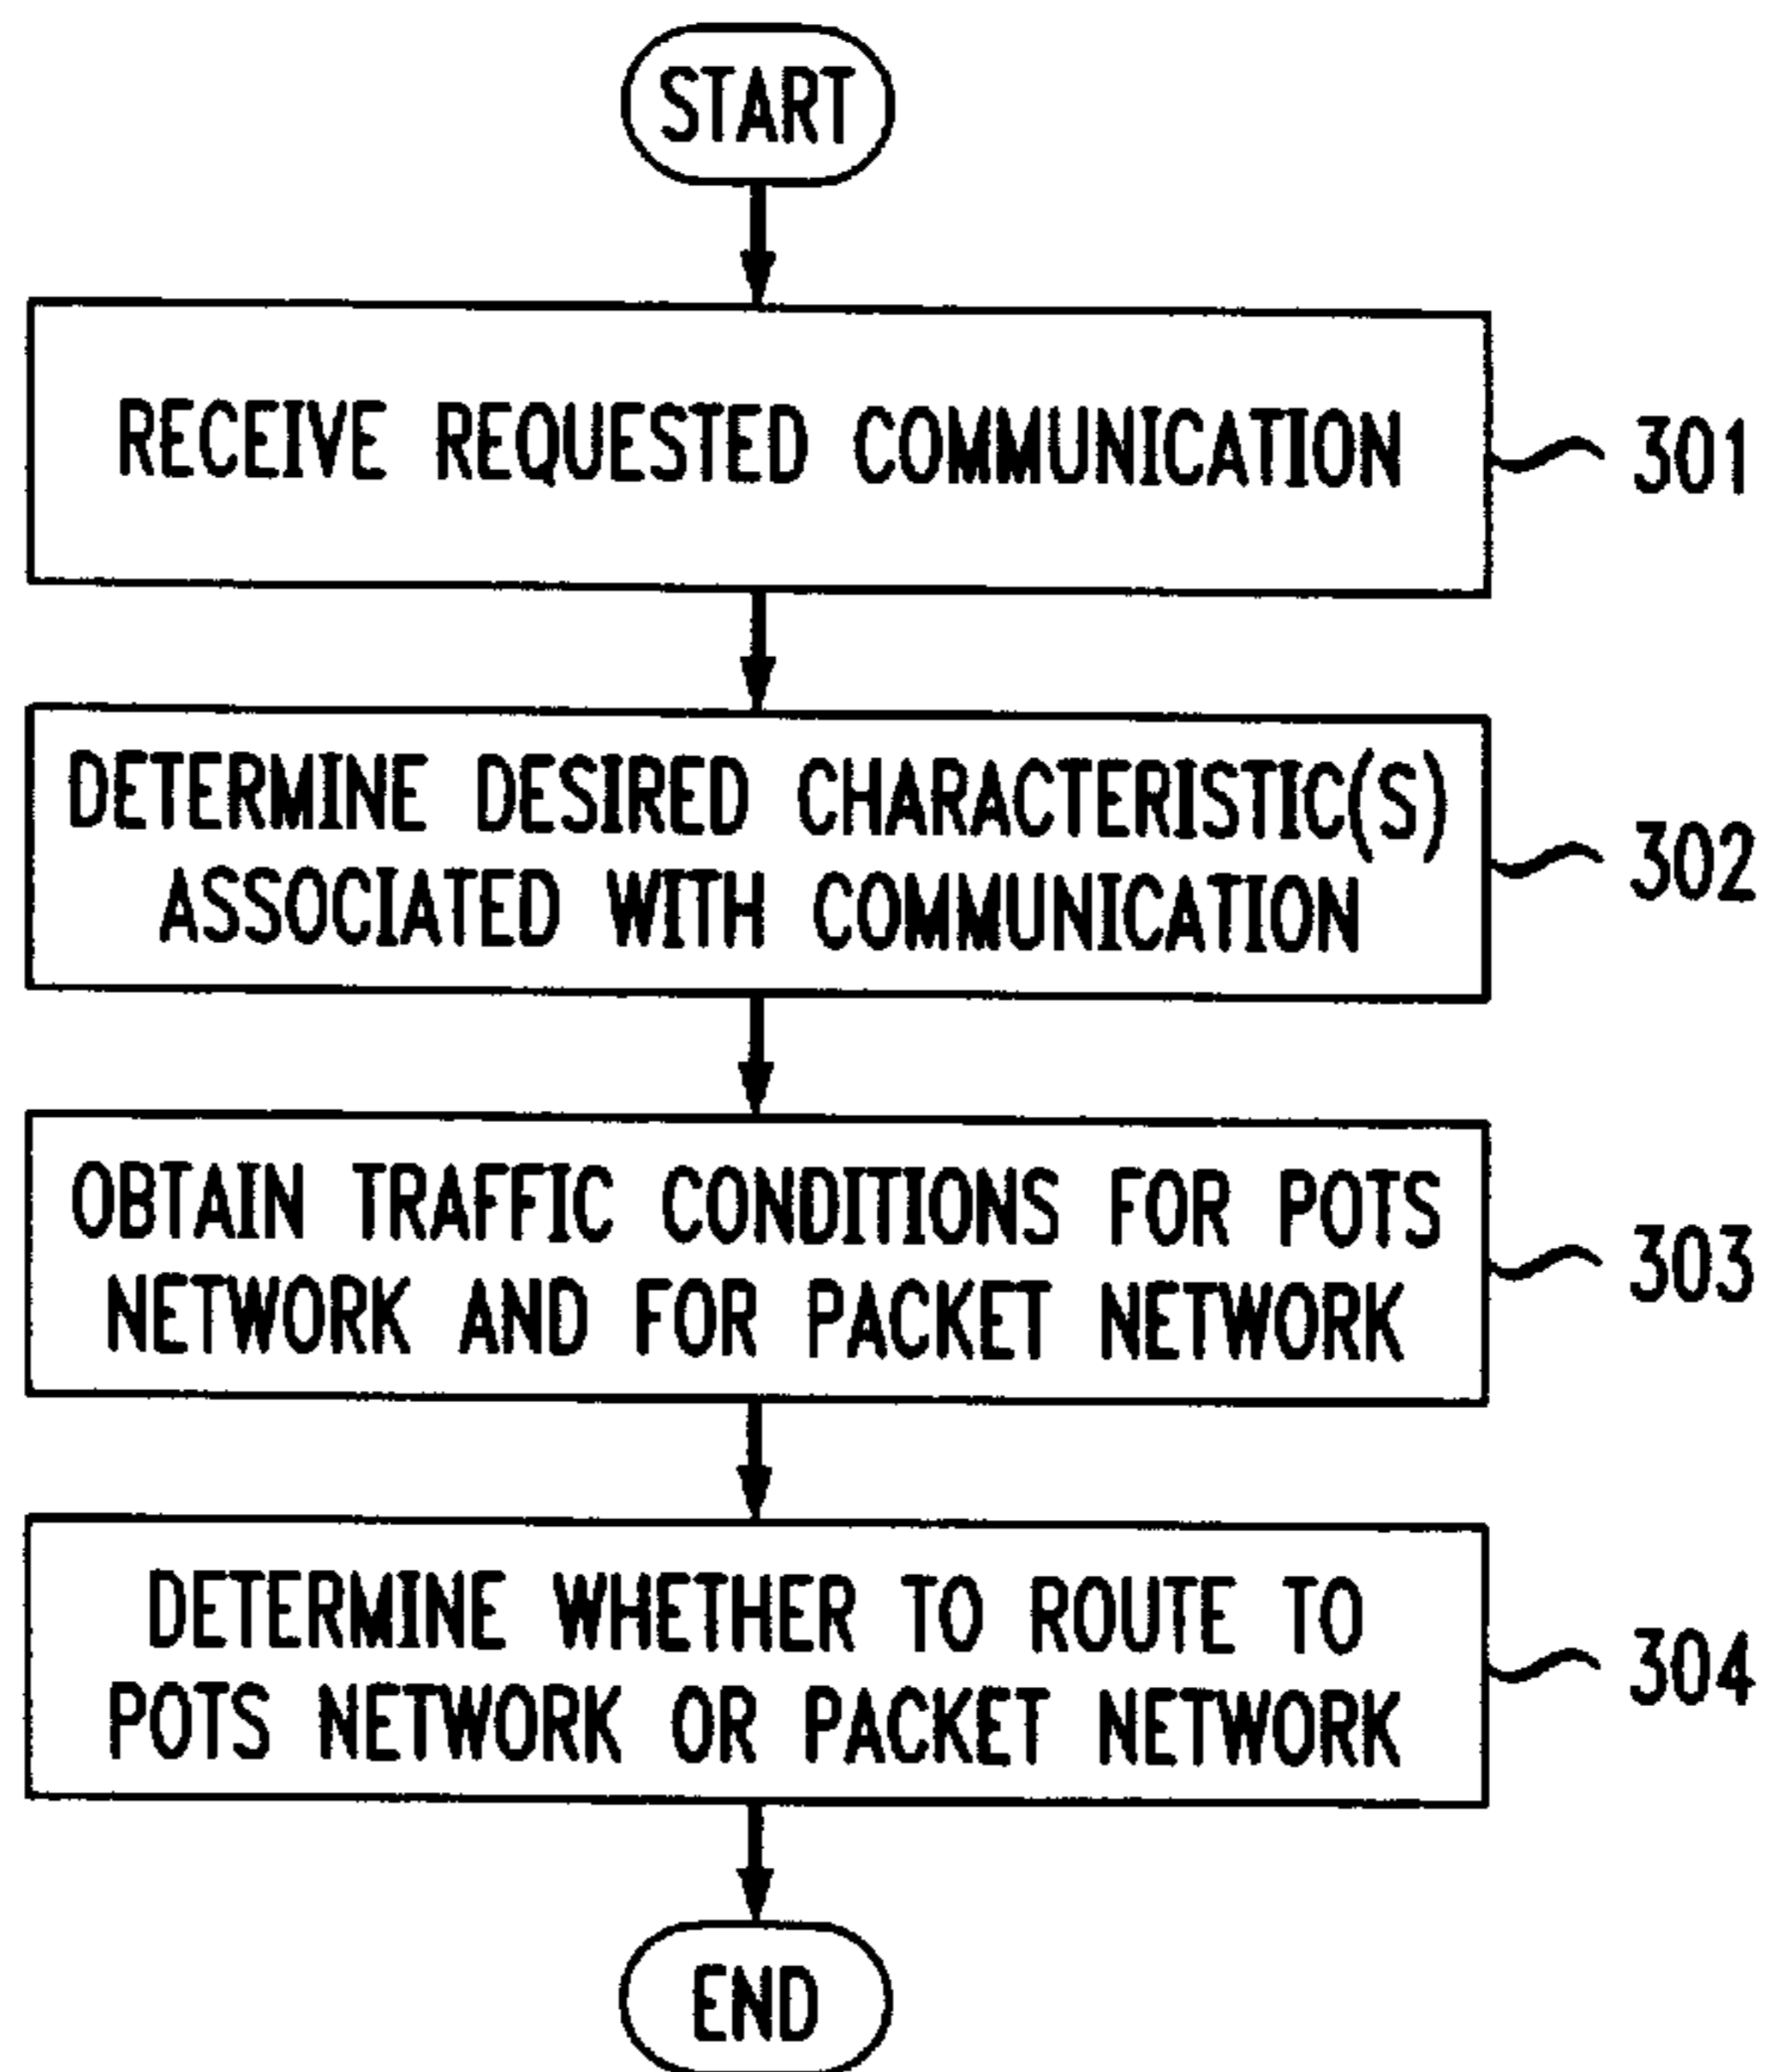 START
RECEIVE REQUESTED COMMUNICATION
301
DETERMINE DESIRED CHARACTERISTIC(S)
ASSOCIATED WITH COMMUNICATION
302
OBTAIN TRAFFIC CONDITIONS FOR POTS
NETWORK AND FOR PACKET NETWORK
303
DETERMINE WHETHER TO ROUTE TO
POTS NETWORK OR PACKET NETWORK
304
END